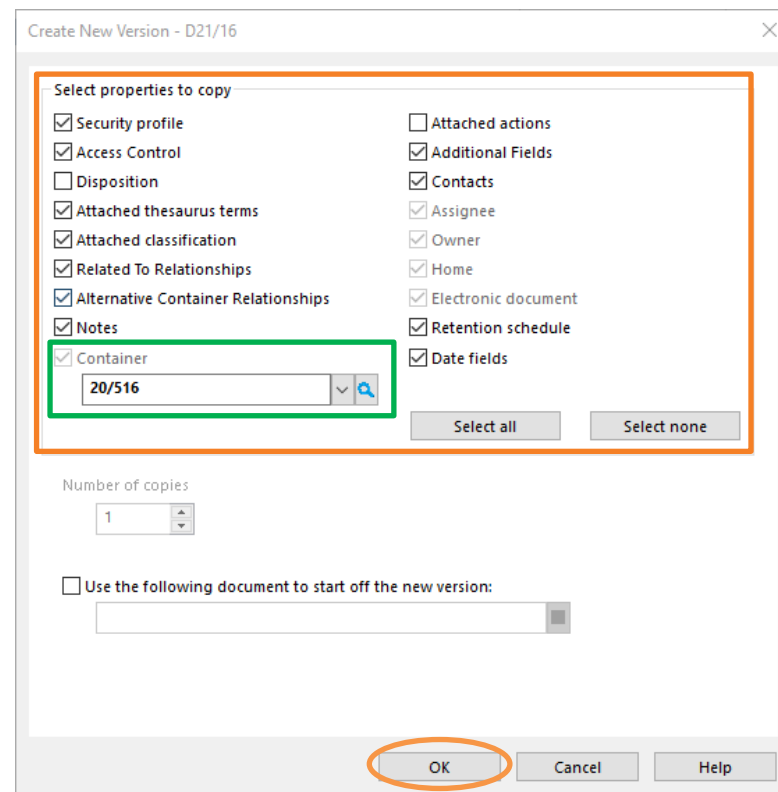 Create New Version - D21/16
Select properties to copy
Security profile
Access Control
Disposition
Attached thesaurus terms
Attached classification
Related To Relationships
Alternative Container Relationships
Notes
Container
20/516
Attached actions
Additional Fields
Contacts
Assignee
Owner
Home
Electronic document
Retention schedule
Date fields
Select all
Select none
Number of copies
1
Use the following document to start off the new version:
OK
Cancel
Help